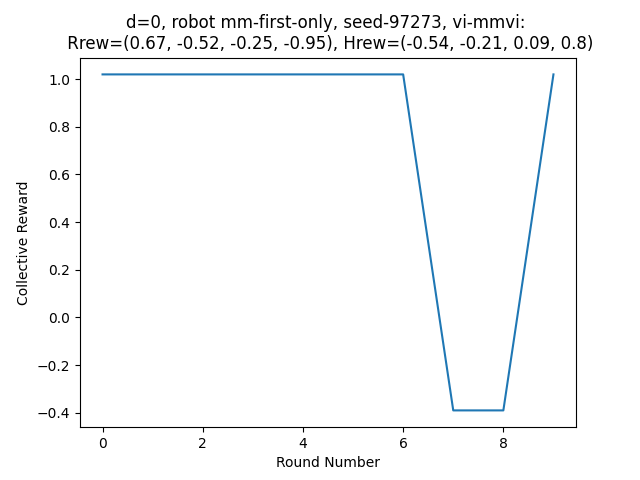 d=0, robot mm-first-only, seed-97273, vi-mmvi:
Rrew=(0.67, -0.52, -0.25, -0.95), Hrew=(-0.54, -0.21, 0.09, 0.8)
1.0
0.8
0.6
0.4
0.2
0.0
−0.2
−0.4
Collective Reward
0 2 4 6 8
Round Number